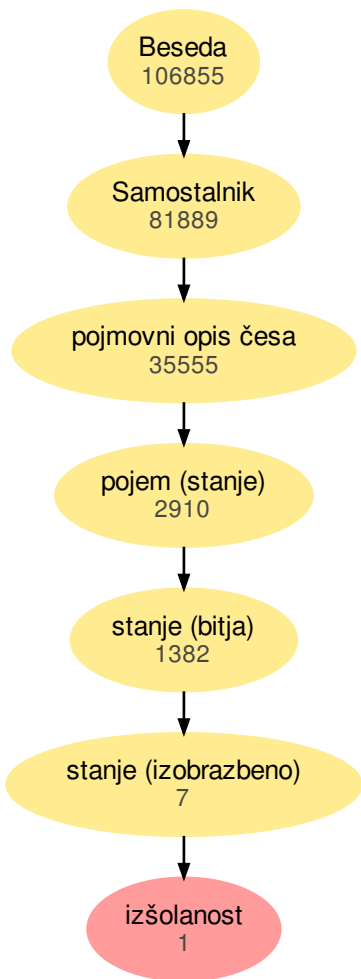 Beseda
106855
Samostalnik
81889
pojmovni opis česa
35555
pojem (stanje)
2910
stanje (bitja)
1382
stanje (izobrazbeno)
7
izšolanost
1